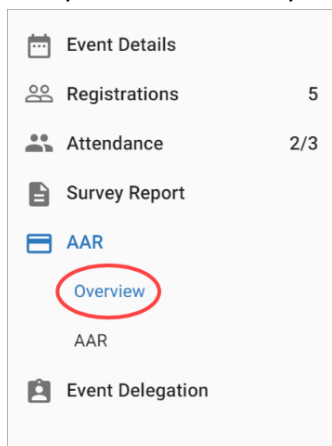 Event Details
Registrations 5
Attendance 2/3
Survey Report
AAR
Overview
AAR
Event Delegation